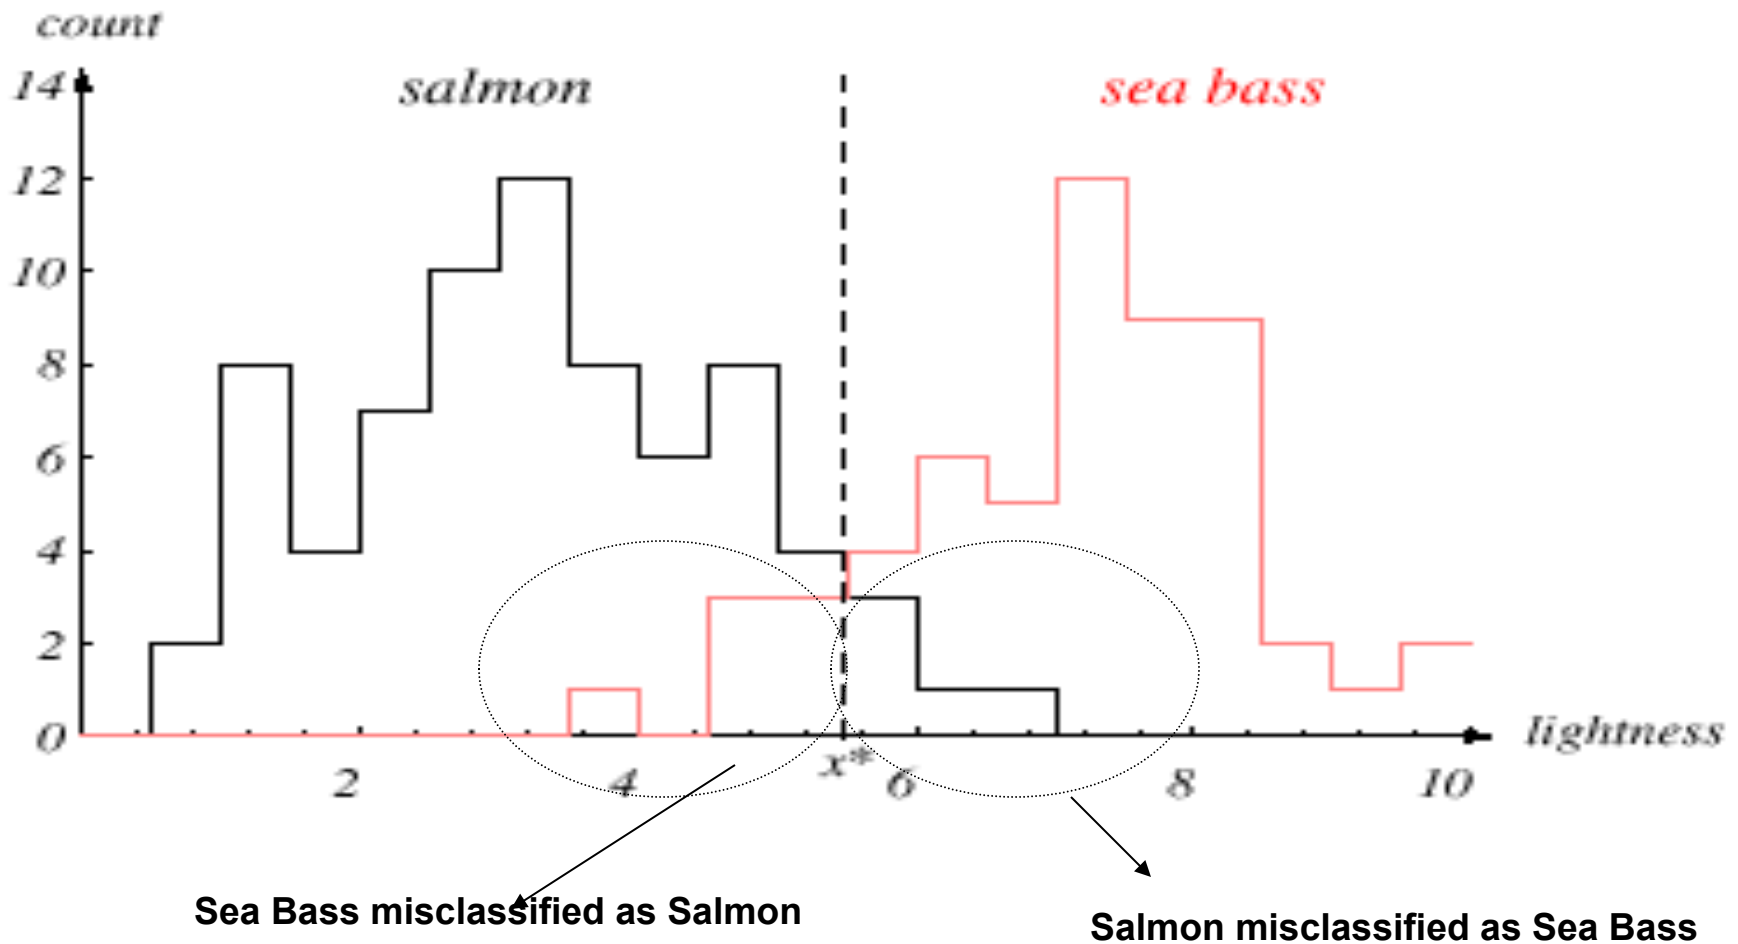 count
14
salmon
sea bass
12
10
8
6
4
2
0
lightness
2
4
x*
6
8
10
Sea Bass misclassified as Salmon
Salmon misclassified as Sea Bass